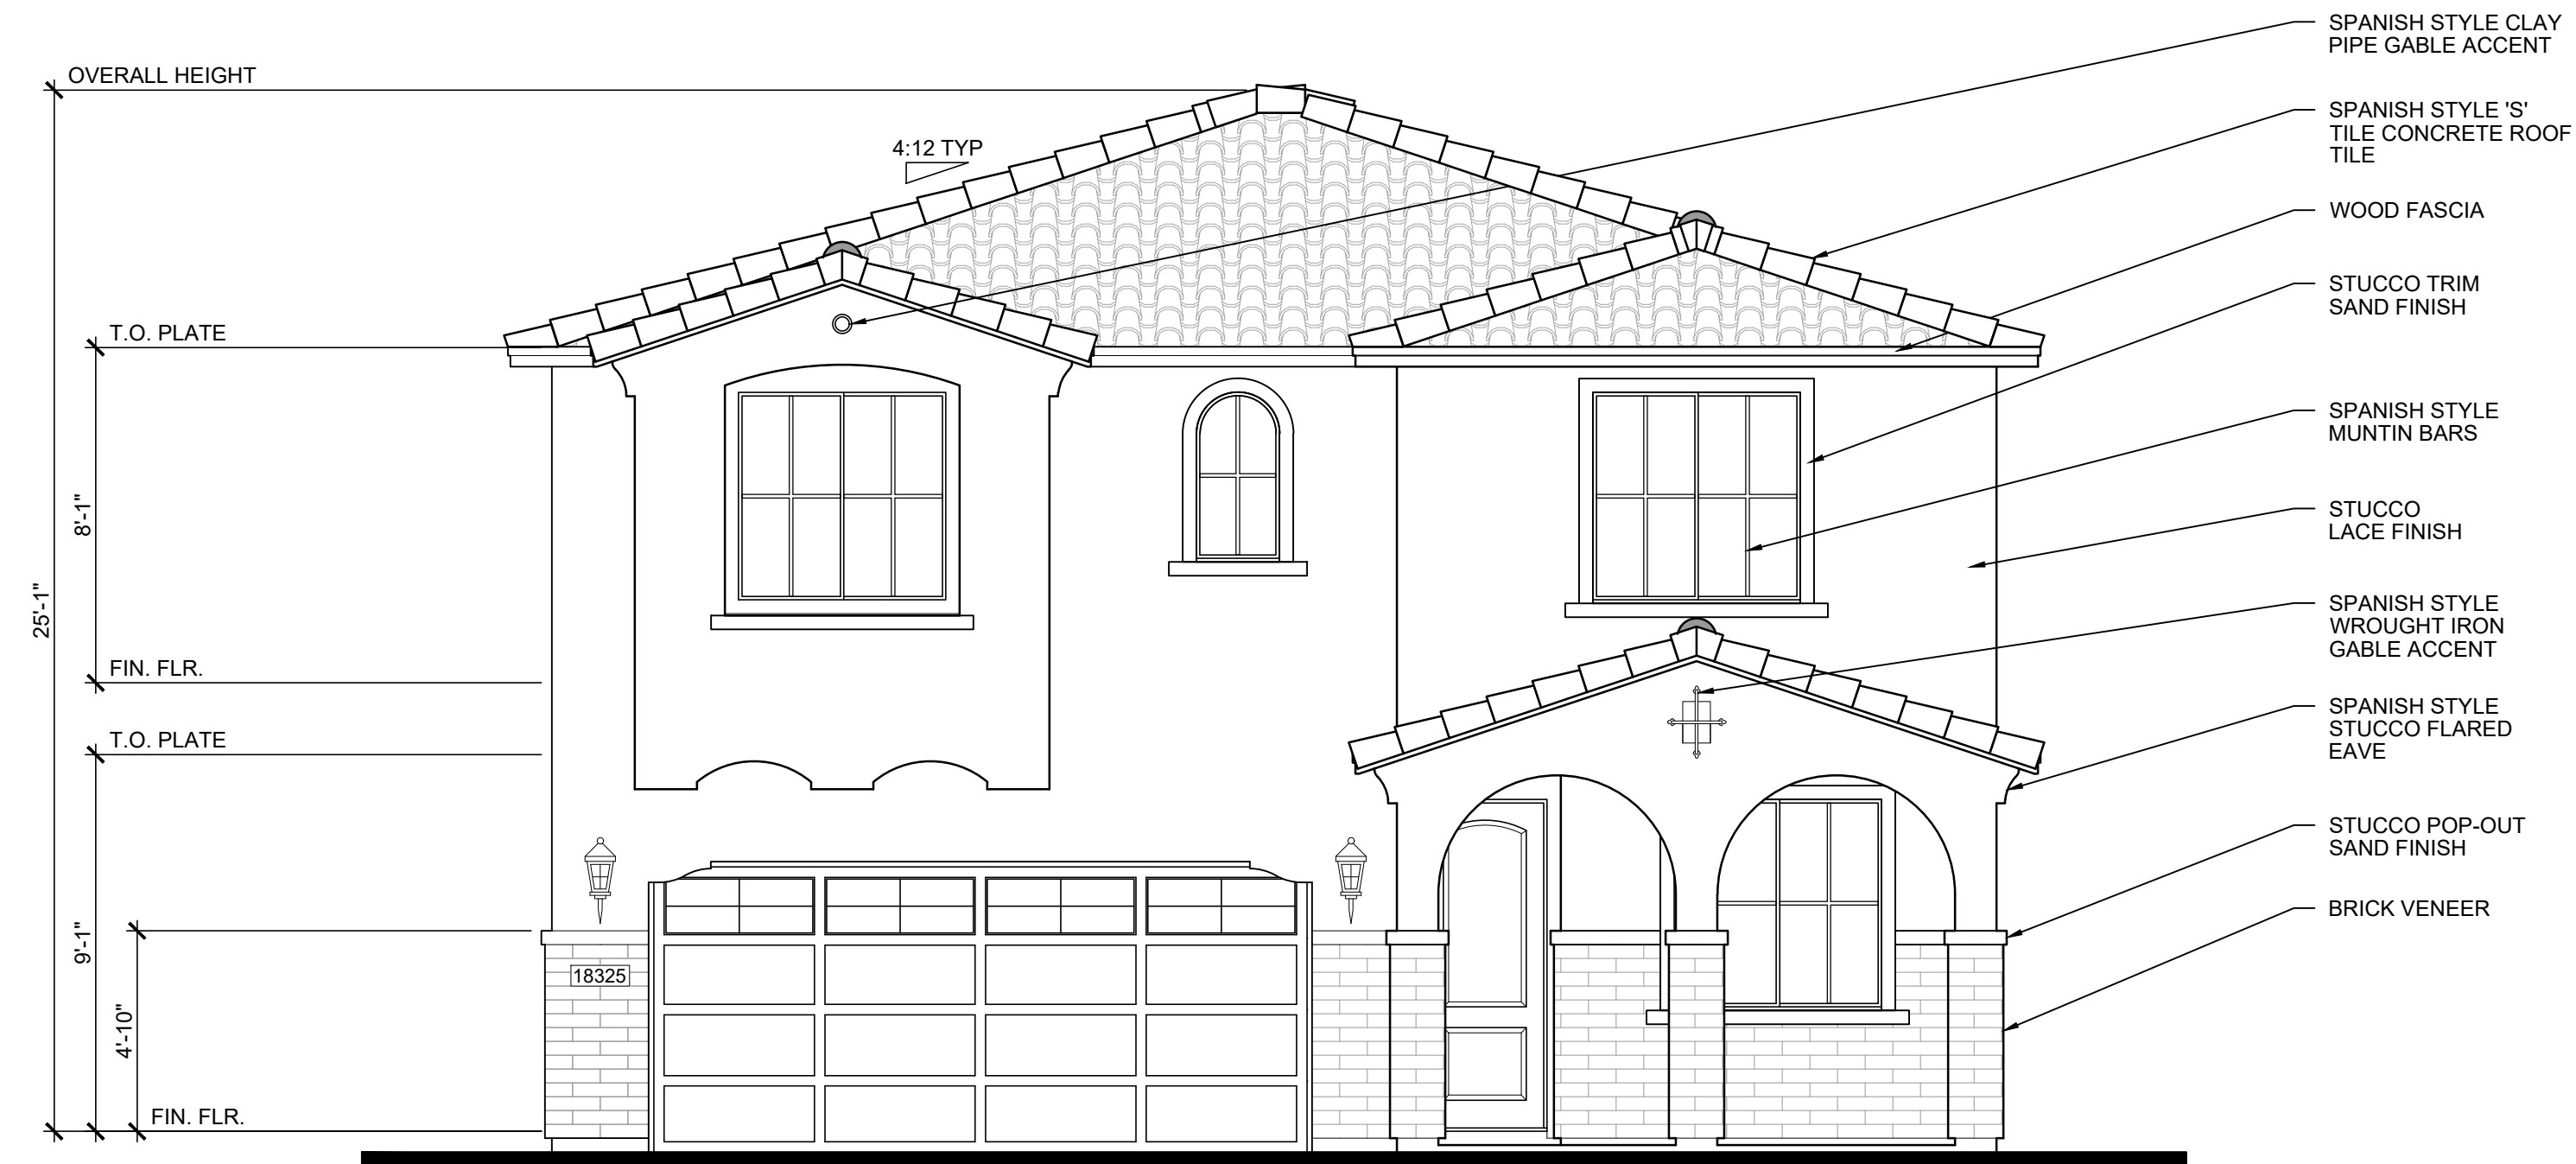 OVERALL HEIGHT
4:12 TYP
T.O. PLATE
8'-1"
25'-1"
FIN. FLR.
T.O. PLATE
9'-1"
4'-10"
FIN. FLR.
18325
SPANISH STYLE CLAY
PIPE GABLE ACCENT
SPANISH STYLE 'S'
TILE CONCRETE ROOF
TILE
WOOD FASCIA
STUCCO TRIM
SAND FINISH
SPANISH STYLE
MUNTIN BARS
STUCCO
LACE FINISH
SPANISH STYLE
WROUGHT IRON
GABLE ACCENT
SPANISH STYLE
STUCCO FLARED
EAVE
STUCCO POP-OUT
SAND FINISH
BRICK VENEER